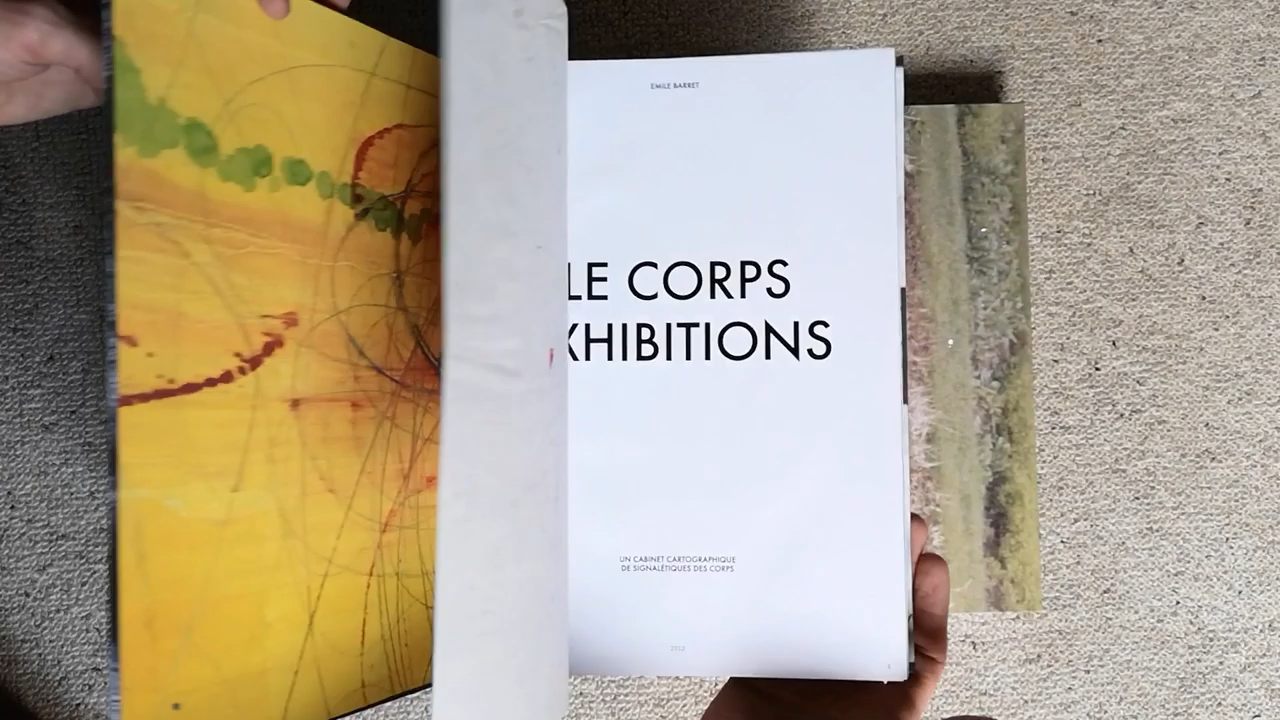 EMILE BARRET
LE CORPS
XHIBITIONS
UN CABINET CARTOGRAPHIQUE
DE SIGNALÉTIQUES DES CORPS